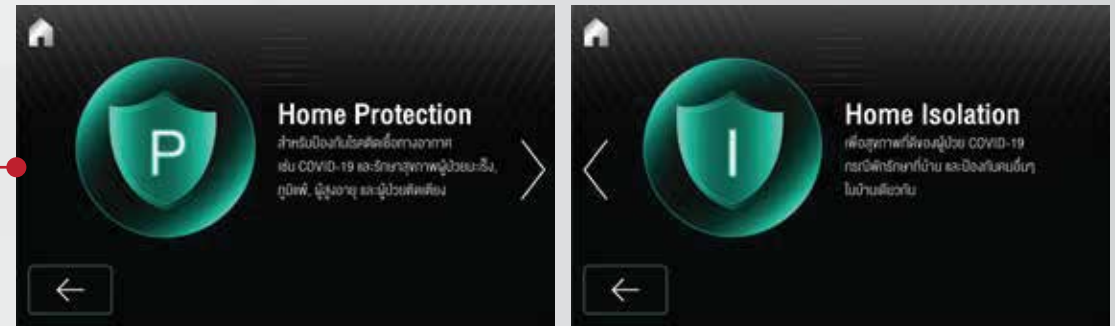 P
Home Protection
สำหรับป้องกันโรคติดเชื้อทางอากาศ
เช่น COVID-19 และรักษาสุขภาพผู้ป่วยมะเร็ง,
ภูมิแพ้, ผู้สูงอายุ และผู้ป่วยติดเตียง
I
Home Isolation
เพื่อสุขภาพที่ดีของผู้ป่วย COVID-19
กรณีพักรักษาที่บ้าน และป้องกันคนอื่นๆ
ในบ้านเดียวกัน